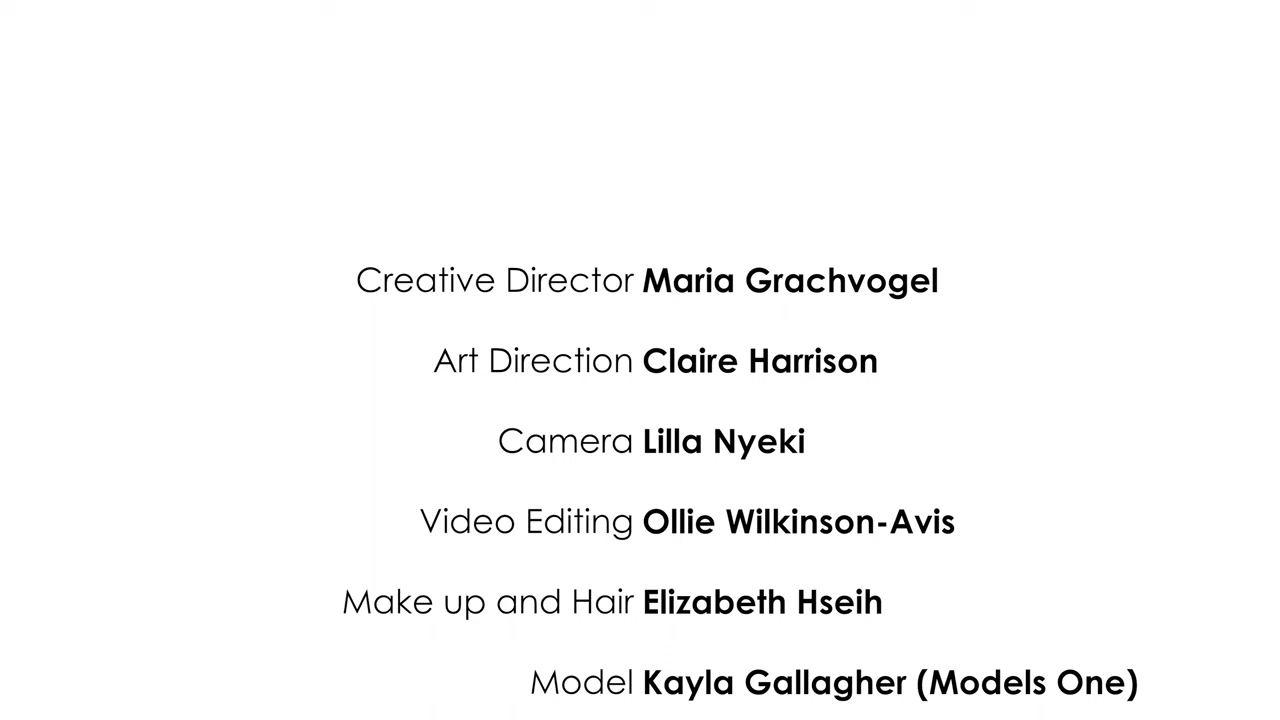 Creative Director Maria Grachvogel
Art Direction Claire Harrison
Camera Lilla Nyeki
Video Editing Ollie Wilkinson-Avis
Make up and Hair Elizabeth Hseih
Model Kayla Gallagher (Models One)